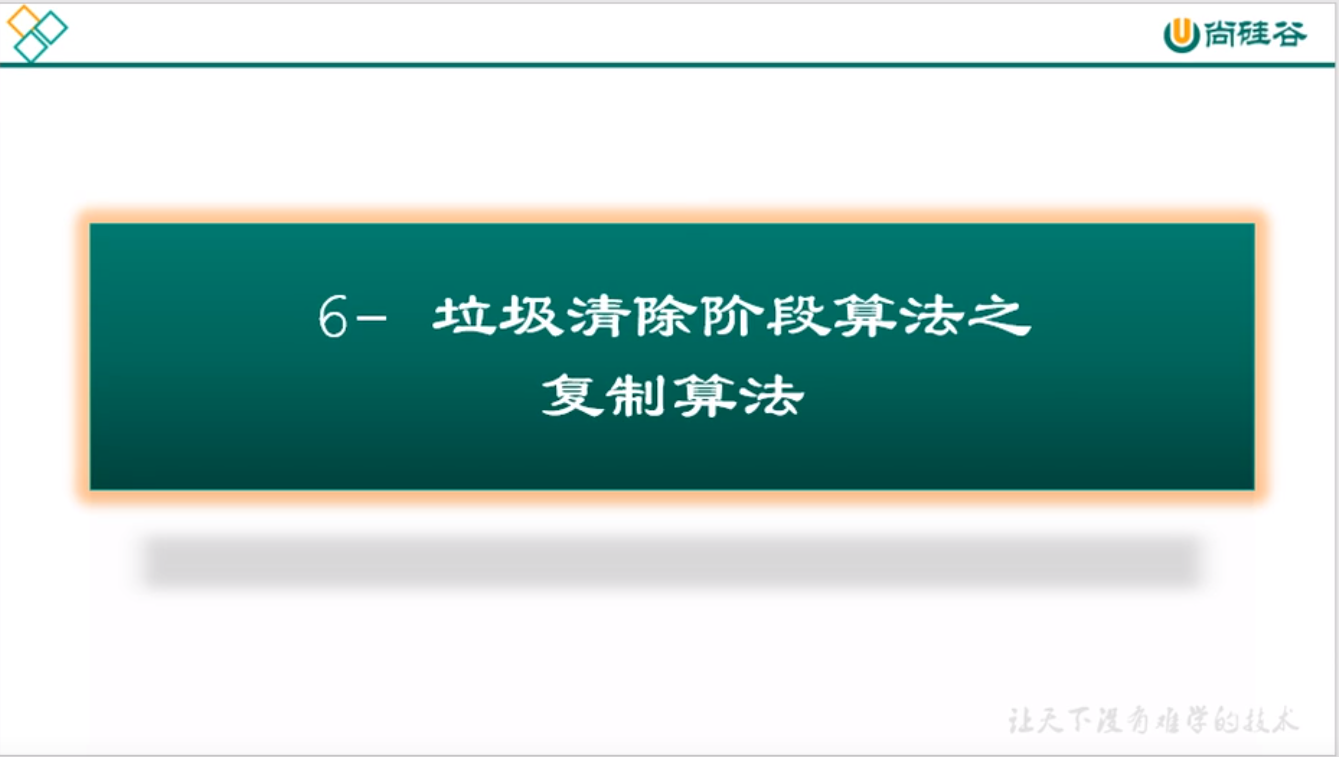 尚硅谷
6- 垃圾清除阶段算法之
复制算法
让天下没有难学的技术